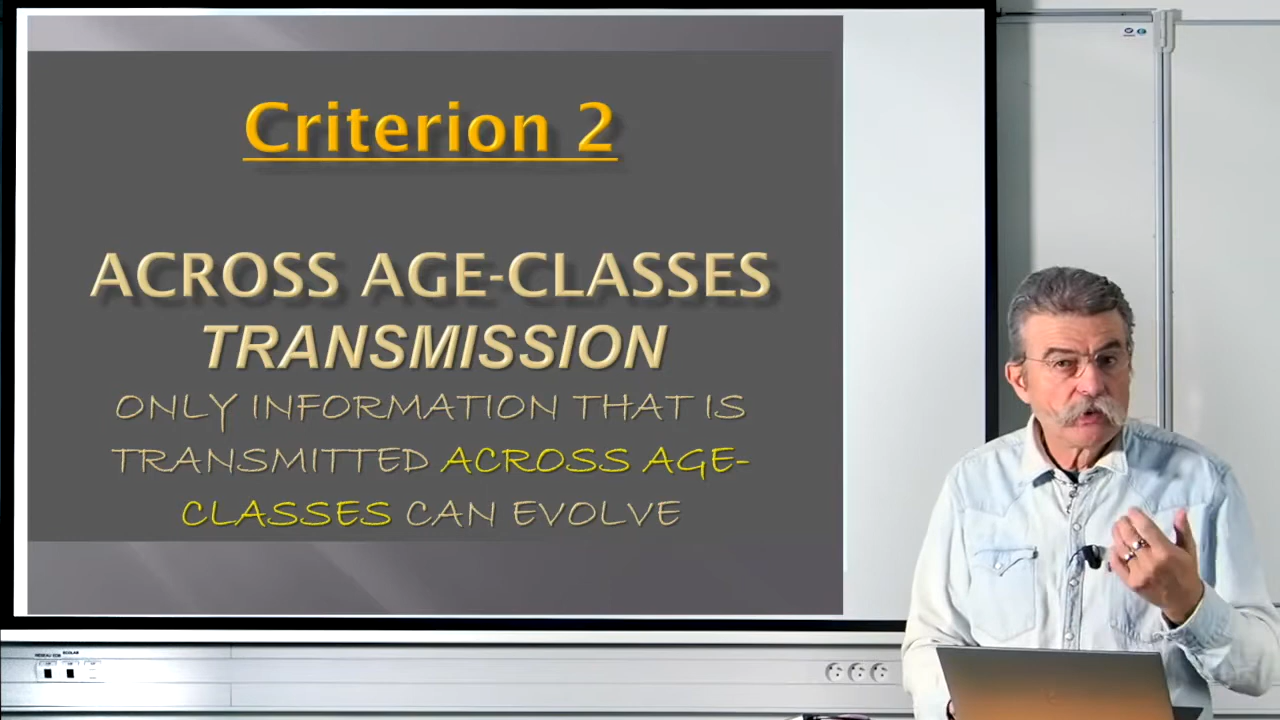 Criterion 2
ACROSS AGE-CLASSES
TRANSMISSION
ONLY INFORMATION THAT IS
TRANSMITTED ACROSS AGE-
CLASSES CAN EVOLVE